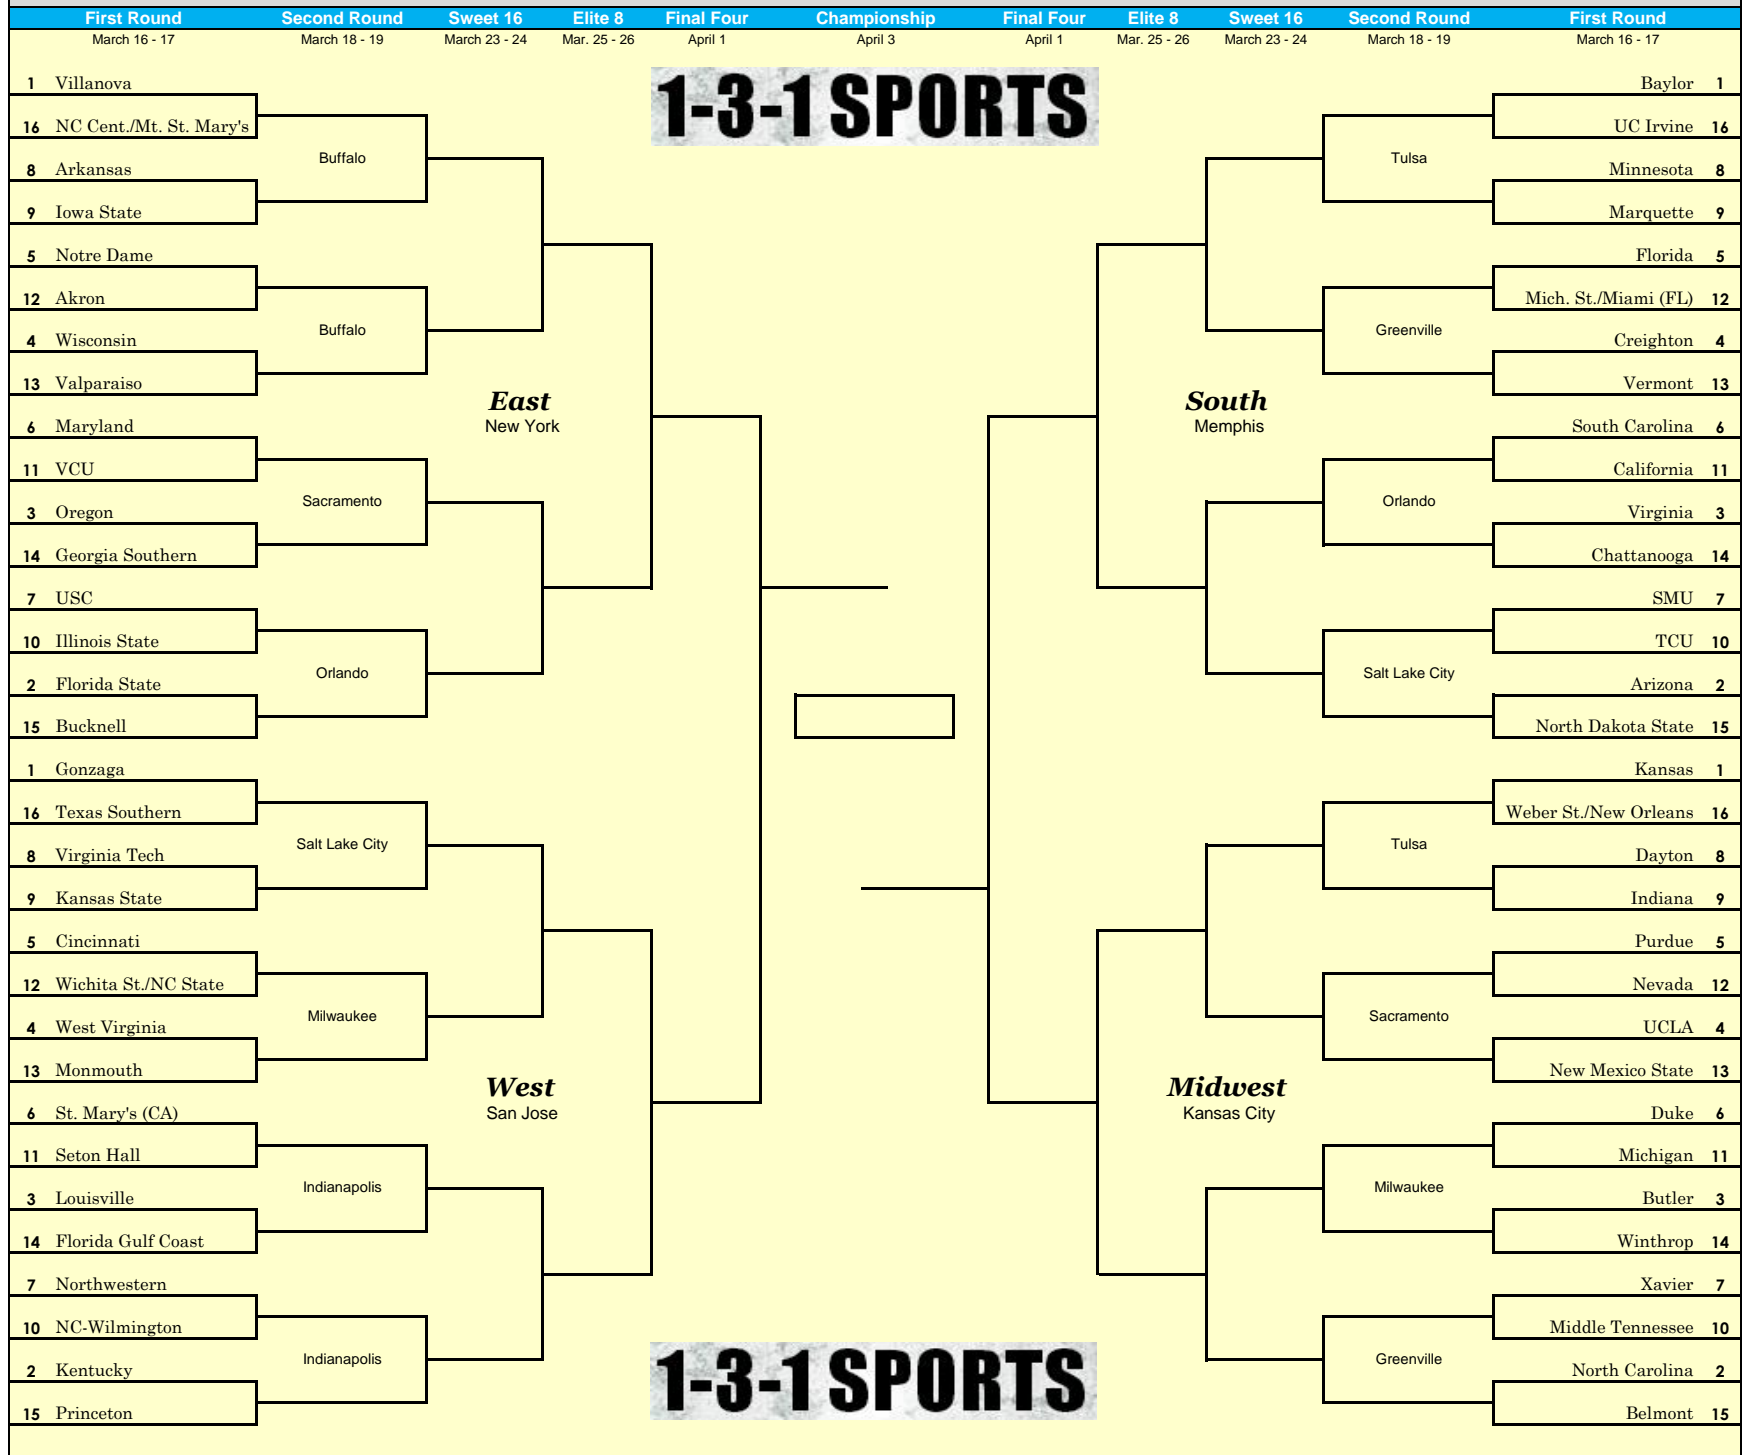 First Round Second Round Sweet 16 Elite 8 Final Four Championship Final Four Elite 8 Sweet 16 Second Round First Round
March 16 - 17 March 18 - 19 March 23 - 24 Mar. 25 - 26 April 1 April 3 April 1 Mar. 25 - 26 March 23 - 24 March 18 - 19 March 16 - 17
1-3-1 SPORTS
1 Villanova
16 NC Cent./Mt. St. Mary's
Buffalo
8 Arkansas
9 Iowa State
5 Notre Dame
12 Akron
Buffalo
4 Wisconsin
13 Valparaiso
East
New York
6 Maryland
11 VCU
Sacramento
3 Oregon
14 Georgia Southern
7 USC
10 Illinois State
Orlando
2 Florida State
15 Bucknell
1 Gonzaga
16 Texas Southern
Salt Lake City
8 Virginia Tech
9 Kansas State
5 Cincinnati
12 Wichita St./NC State
Milwaukee
4 West Virginia
13 Monmouth
West
San Jose
6 St. Mary's (CA)
11 Seton Hall
Indianapolis
3 Louisville
14 Florida Gulf Coast
7 Northwestern
10 NC-Wilmington
Indianapolis
2 Kentucky
15 Princeton
Baylor 1
UC Irvine 16
Tulsa
Minnesota 8
Marquette 9
Florida 5
Mich. St./Miami (FL) 12
Greenville
Creighton 4
Vermont 13
South
Memphis
South Carolina 6
California 11
Orlando
Virginia 3
Chattanooga 14
SMU 7
TCU 10
Salt Lake City
Arizona 2
North Dakota State 15
Kansas 1
Weber St./New Orleans 16
Tulsa
Dayton 8
Indiana 9
Purdue 5
Nevada 12
Sacramento
UCLA 4
New Mexico State 13
Midwest
Kansas City
Duke 6
Michigan 11
Milwaukee
Butler 3
Winthrop 14
Xavier 7
Middle Tennessee 10
Greenville
North Carolina 2
Belmont 15
1-3-1 SPORTS